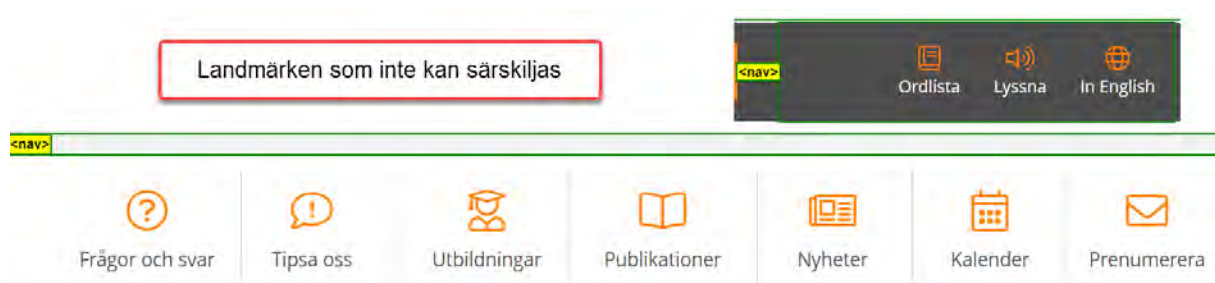 Landmärken som inte kan särskiljas
<nav>
Ordlista Lyssna In English
<nav>
Frågor och svar Tipsa oss Utbildningar Publikationer Nyheter Kalender Prenumerera